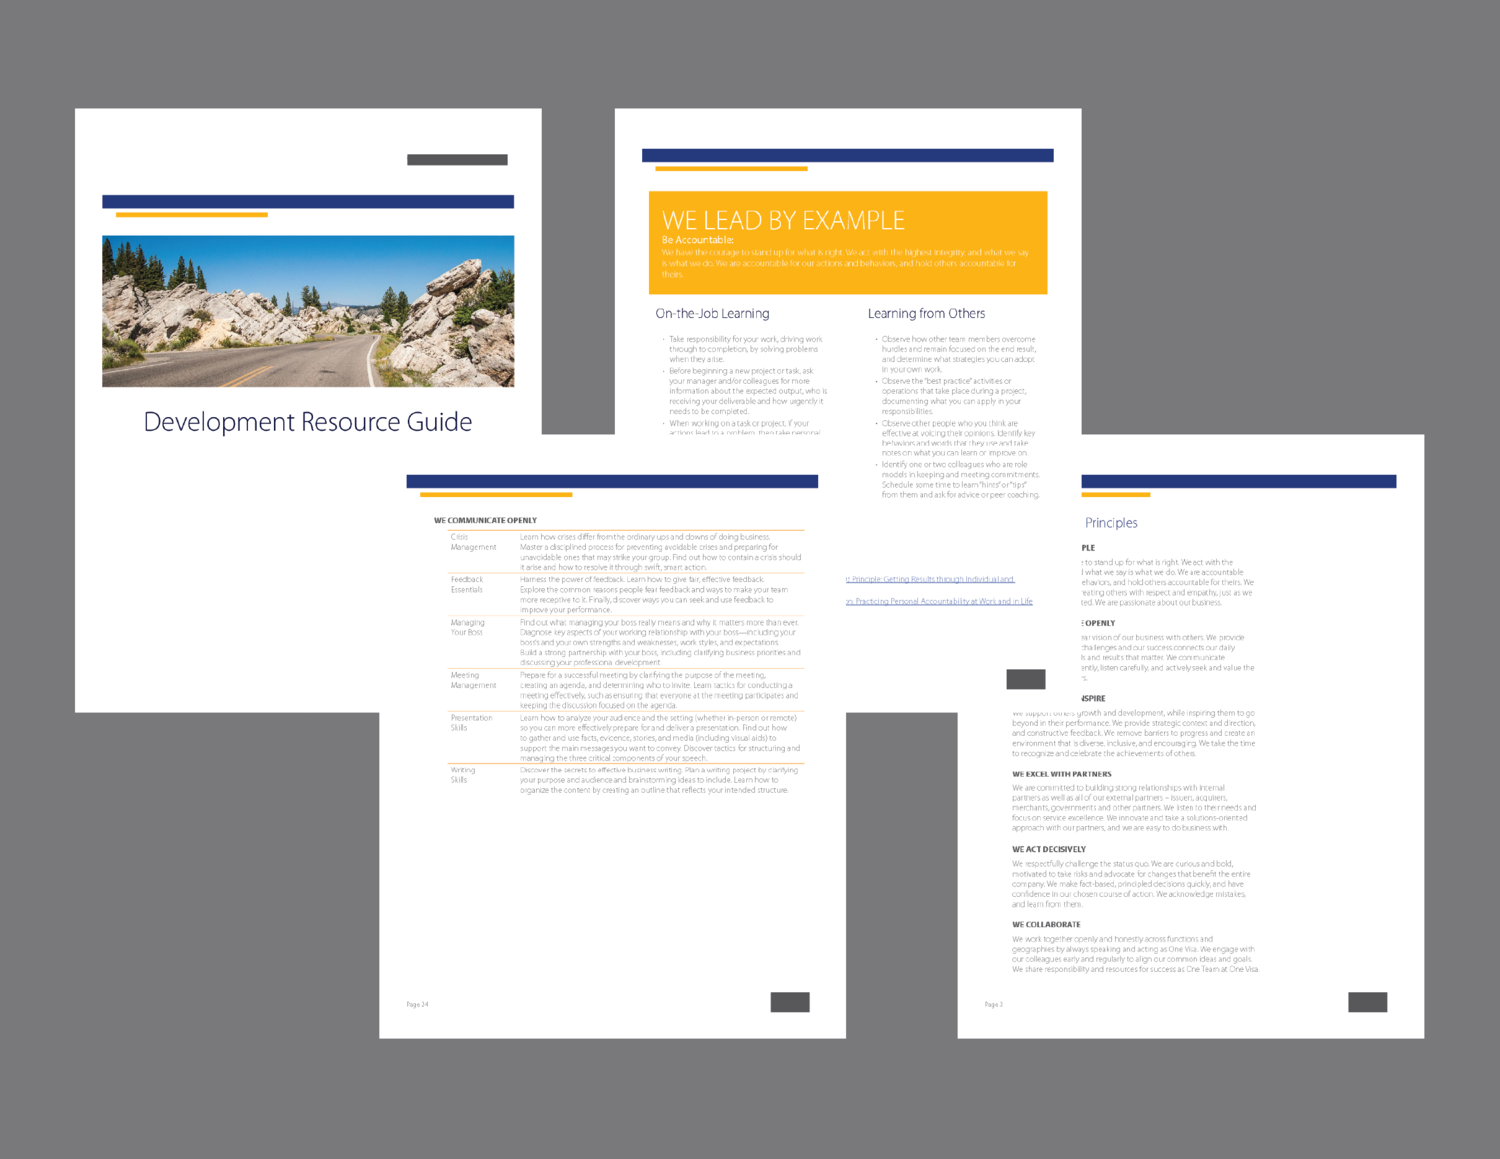 Development Resource Guide
WE LEAD BY EXAMPLE
Be Accountable:
We have the courage to stand up for what is right. We act with the highest integrity and what we say
is what we do. We are accountable for our actions and behaviors, and hold others accountable for
theirs.
On-the-Job Learning
• Take responsibility for your work, driving work
through to completion, by solving problems
when they arise.
• Before beginning a new project or task, ask
your manager and/or colleagues for more
information about the expected output, who is
receiving your deliverable and how urgently it
needs to be completed.
• When working on a task or project, if your
actions lead to a problem, then take personal
Learning from Others
• Observe how other team members overcome
hurdles and remain focused on the end result,
and determine what strategies you can adopt
in your own work.
• Observe the "best practice" activities or
operations that take place during a project,
documenting what you can apply in your
responsibilities.
• Observe other people who you think are
effective at voicing their opinions. Identify key
behaviors and words that they use and take
notes on what you can learn or improve on.
• Identify one or two colleagues who are role
models in keeping and meeting commitments.
Schedule some time to learn "hints" or "tips"
from them and ask for advice or peer coaching.
Principle: Getting Results through Individual and
Practicing Personal Accountability at Work and in Life
WE COMMUNICATE OPENLY
Crisis
Management
Learn how crises differ from the ordinary ups and downs of doing business.
Master a disciplined process for preventing avoidable crises and preparing for
unavoidable ones that may strike your group. Find out how to contain a crisis should
it arise and how to resolve it through swift, smart action.
Feedback
Essentials
Harness the power of feedback. Learn how to give fair, effective feedback.
Explore the common reasons people fear feedback and ways to make your team
more receptive to it. Finally, discover ways you can seek and use feedback to
improve your performance.
Managing
Your Boss
Find out what managing your boss really means and why it matters more than ever.
Diagnose key aspects of your working relationship with your boss—including your
boss's and your own strengths and weaknesses, work styles, and expectations.
Build a strong partnership with your boss, including clarifying business priorities and
discussing your professional development.
Meeting
Management
Prepare for a successful meeting by clarifying the purpose of the meeting,
creating an agenda, and determining who to invite. Learn tactics for conducting a
meeting effectively, such as ensuring that everyone at the meeting participates and
keeping the discussion focused on the agenda.
Presentation
Skills
Learn how to analyze your audience and the setting (whether in-person or remote)
so you can more effectively prepare for and deliver a presentation. Find out how
to gather and use facts, evidence, stories, and media (including visual aids) to
support the main messages you want to convey. Discover tactics for structuring and
managing the three critical components of your speech.
Writing
Skills
Discover the secrets to effective business writing. Plan a writing project by clarifying
your purpose and audience and brainstorming ideas to include. Learn how to
organize the content by creating an outline that reflects your intended structure.
Page 34
Principles
PLE
to stand up for what is right. We act with the
what we say is what we do. We are accountable
ehaviors, and hold others accountable for theirs. We
eating others with respect and empathy, just as we
ted. We are passionate about our business.
OPENLY
ear vision of our business with others. We provide
challenges and our success connects our daily
ls and results that matter. We communicate
ently, listen carefully, and actively seek and value the
s.
NSPIRE
We support others growth and development, while inspiring them to go
beyond in their performance. We provide strategic context and direction,
and constructive feedback. We remove barriers to progress and create an
environment that is diverse, inclusive, and encouraging. We take the time
to recognize and celebrate the achievements of others.
WE EXCEL WITH PARTNERS
We are committed to building strong relationships with internal
partners as well as all of our external partners – issuers, acquirers,
merchants, governments and other partners. We listen to their needs and
focus on service excellence. We innovate and take a solutions-oriented
approach with our partners, and we are easy to do business with.
WE ACT DECISIVELY
We respectfully challenge the status quo. We are curious and bold,
motivated to take risks and advocate for changes that benefit the entire
company. We make fact-based, principled decisions quickly, and have
confidence in our chosen course of action. We acknowledge mistakes,
and learn from them.
WE COLLABORATE
We work together openly and honestly across functions and
geographies by always speaking and acting as One Visa. We engage with
our colleagues early and regularly to align our common ideas and goals.
We share responsibility and resources for success as One Team at One Visa.
Page 3